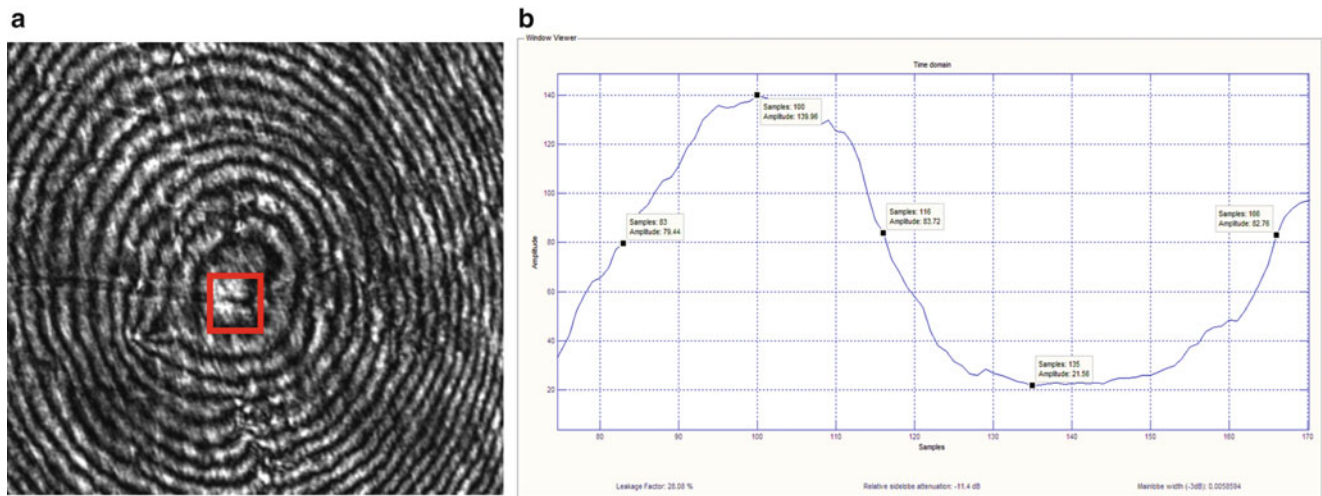 a
b
Window Viewer
Time domain
Amplitude
140
120
100
80
60
40
20
Samples: 83
Amplitude: 79.44
Samples: 100
Amplitude: 139.96
Samples: 116
Amplitude: 83.72
Samples: 135
Amplitude: 21.56
Samples: 166
Amplitude: 82.76
80 90 100 110 120 130 140 150 160 170
Samples
Leakage Factor: 28.08 %
Relative sidelobe attenuation: -11.4 dB
Mainlobe width (-3dB): 0.0058594